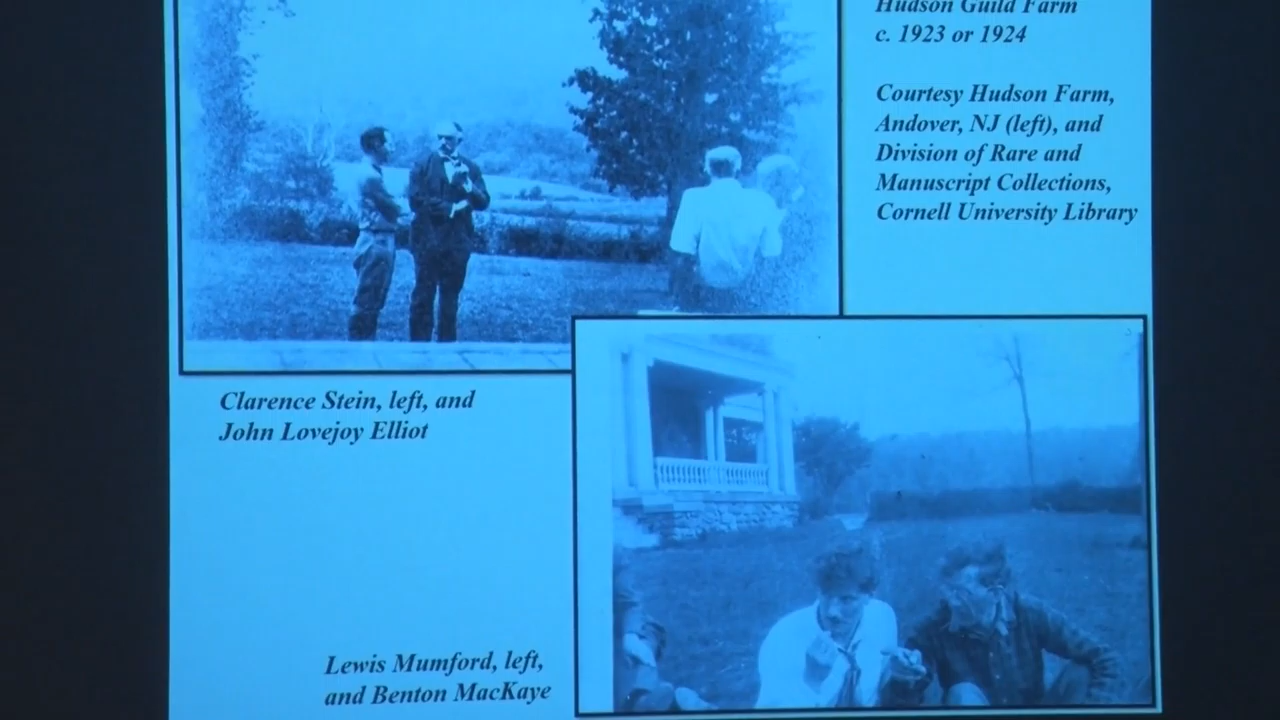 Hudson Guild Farm
c. 1923 or 1924
Courtesy Hudson Farm,
Andover, NJ (left), and
Division of Rare and
Manuscript Collections,
Cornell University Library
Clarence Stein, left, and
John Lovejoy Elliot
Lewis Mumford, left,
and Benton MacKaye